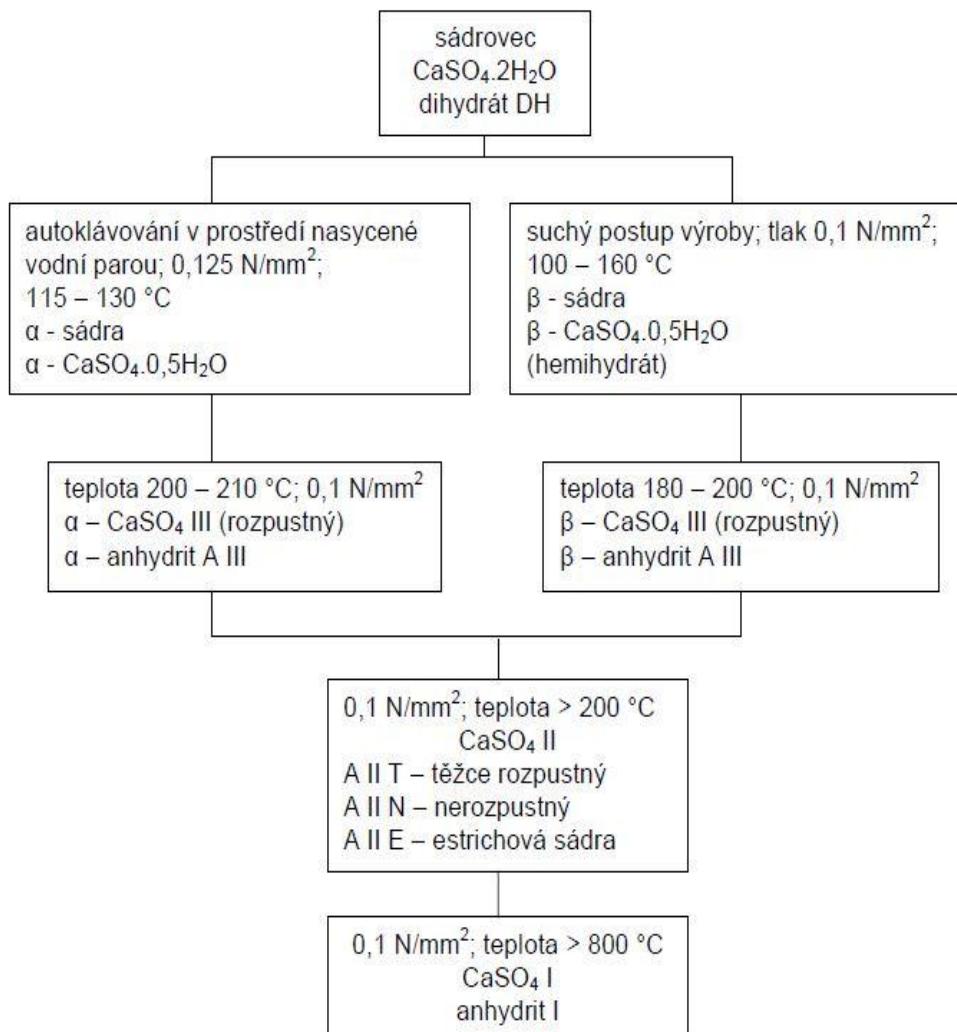 sádrovec
CaSO₄.2H₂O
dihydrát DH
autoklávování v prostředí nasycené
vodní parou; 0,125 N/mm²;
115 – 130 °C
α - sádra
α - CaSO₄.0,5H₂O
suchý postup výroby; tlak 0,1 N/mm²;
100 – 160 °C
β - sádra
β - CaSO₄.0,5H₂O
(hemihydrát)
teplota 200 – 210 °C; 0,1 N/mm²
α – CaSO₄ III (rozpustný)
α – anhydrit A III
teplota 180 – 200 °C; 0,1 N/mm²
β – CaSO₄ III (rozpustný)
β – anhydrit A III
0,1 N/mm²; teplota > 200 °C
CaSO₄ II
A II T – těžce rozpustný
A II N – nerozpustný
A II E – estrichová sádra
0,1 N/mm²; teplota > 800 °C
CaSO₄ I
anhydrit I